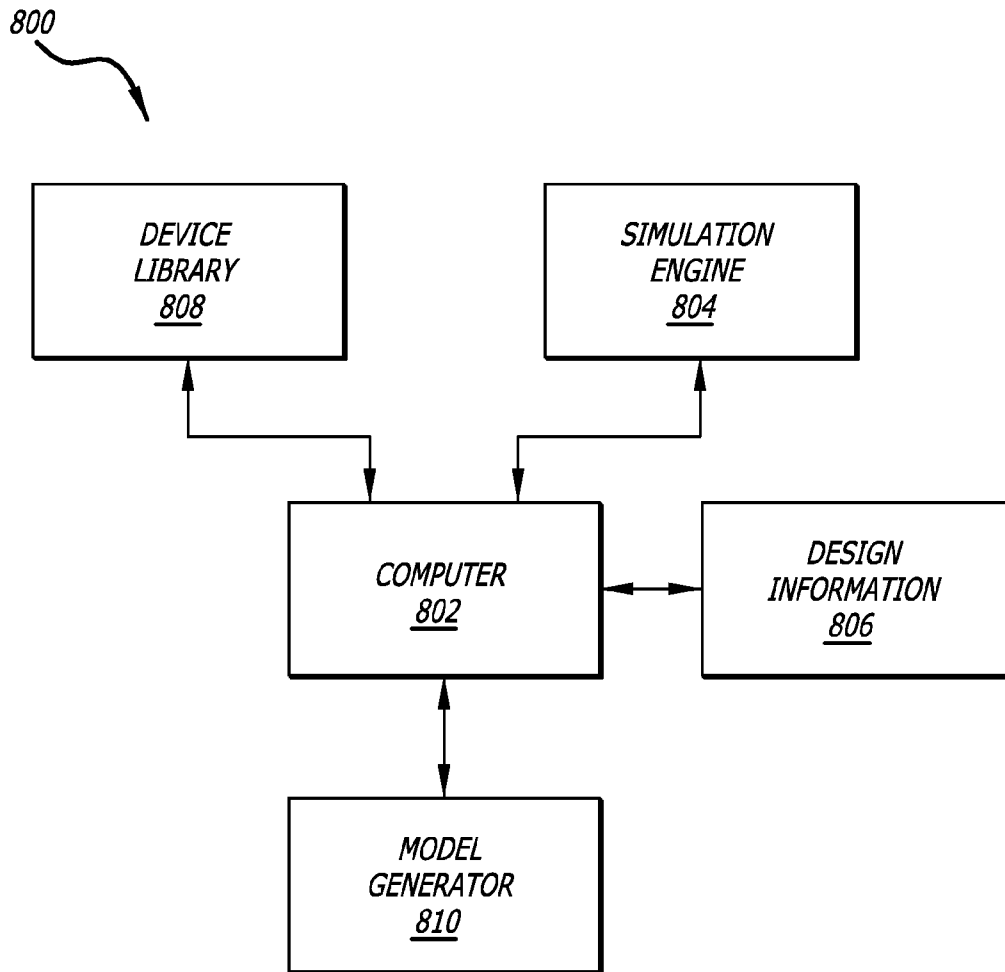 800
DEVICE
LIBRARY
808
SIMULATION
ENGINE
804
COMPUTER
802
DESIGN
INFORMATION
806
MODEL
GENERATOR
810